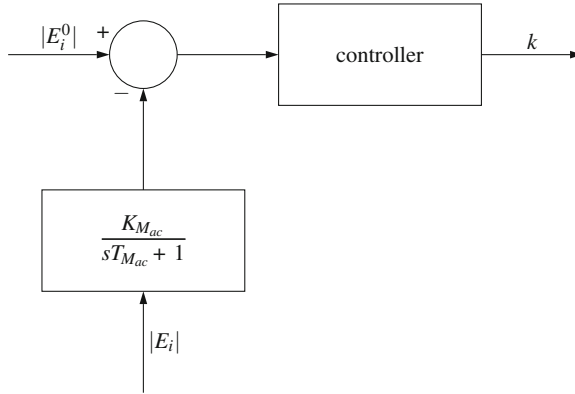 |E_i^0|
+
−
controller
k
K_{M_{ac}}
sT_{M_{ac}} + 1
|E_i|